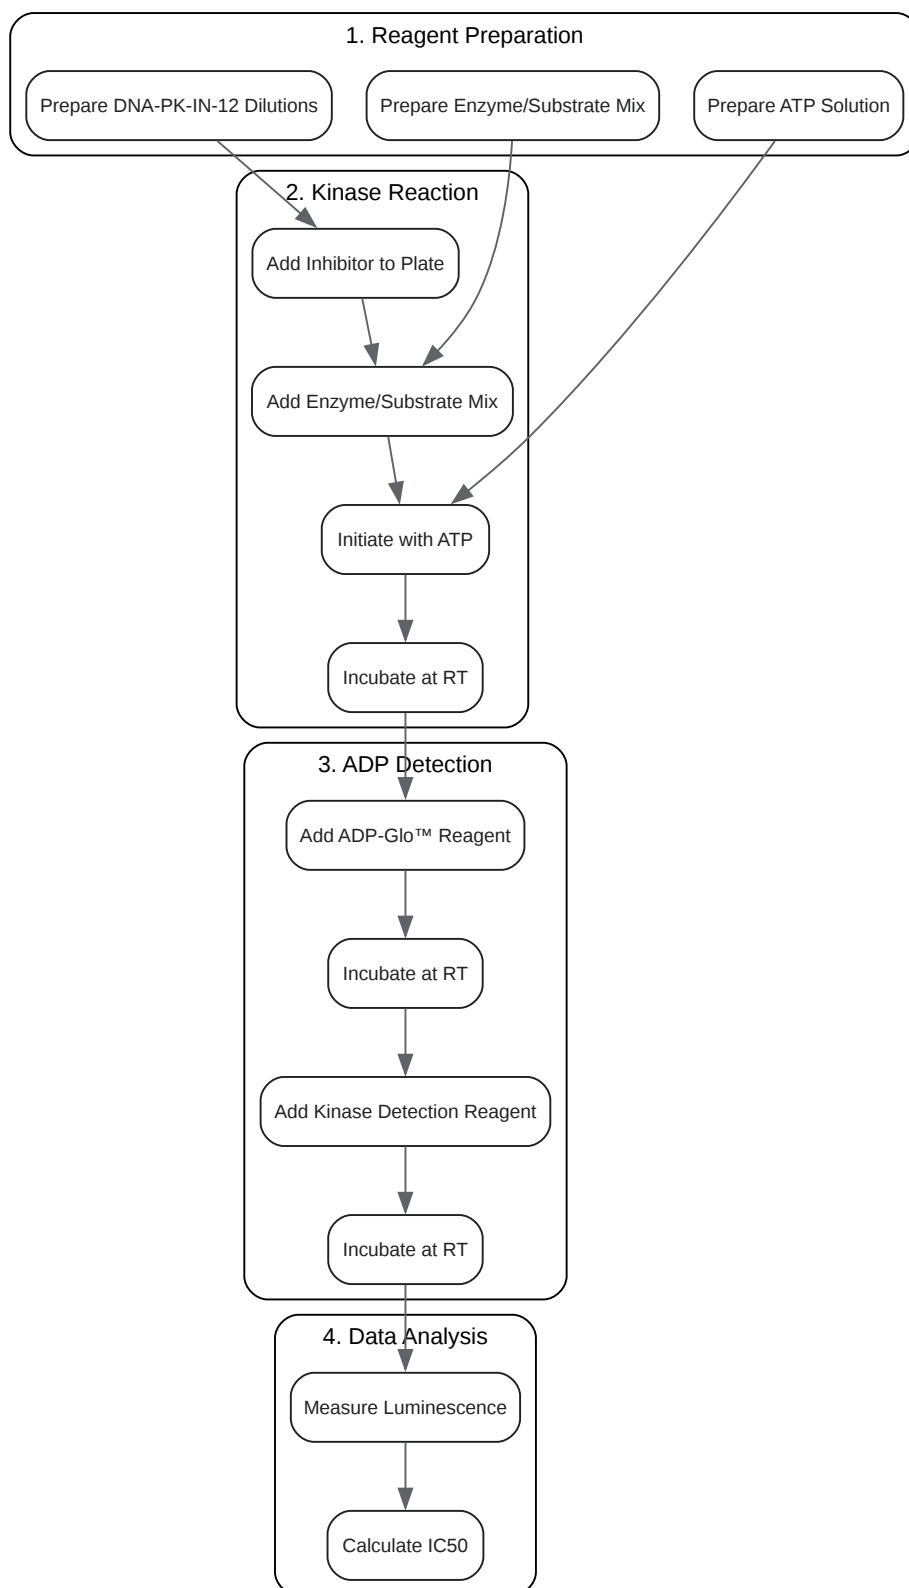 1. Reagent Preparation
Prepare DNA-PK-IN-12 Dilutions
Prepare Enzyme/Substrate Mix
Prepare ATP Solution
2. Kinase Reaction
Add Inhibitor to Plate
Add Enzyme/Substrate Mix
Initiate with ATP
Incubate at RT
3. ADP Detection
Add ADP-Glo™ Reagent
Incubate at RT
Add Kinase Detection Reagent
Incubate at RT
4. Data Analysis
Measure Luminescence
Calculate IC50